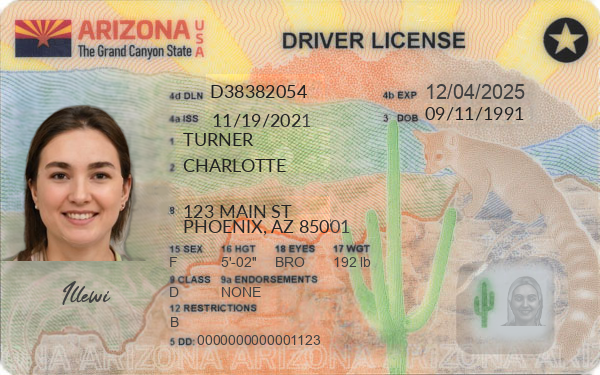 ARIZONA USA
The Grand Canyon State
DRIVER LICENSE
4d DLN D38382054
4b EXP 12/04/2025
4a ISS 11/19/2021
3 DOB 09/11/1991
1 TURNER
2 CHARLOTTE
8 123 MAIN ST
PHOENIX, AZ 85001
15 SEX 16 HGT 18 EYES 17 WGT
F 5'-02" BRO 192 lb
9 CLASS 9a ENDORSEMENTS
D NONE
12 RESTRICTIONS
B
5 DD: 0000000000001123
Illewi
ARIZONA ARIZONA ARIZONA ARIZONA